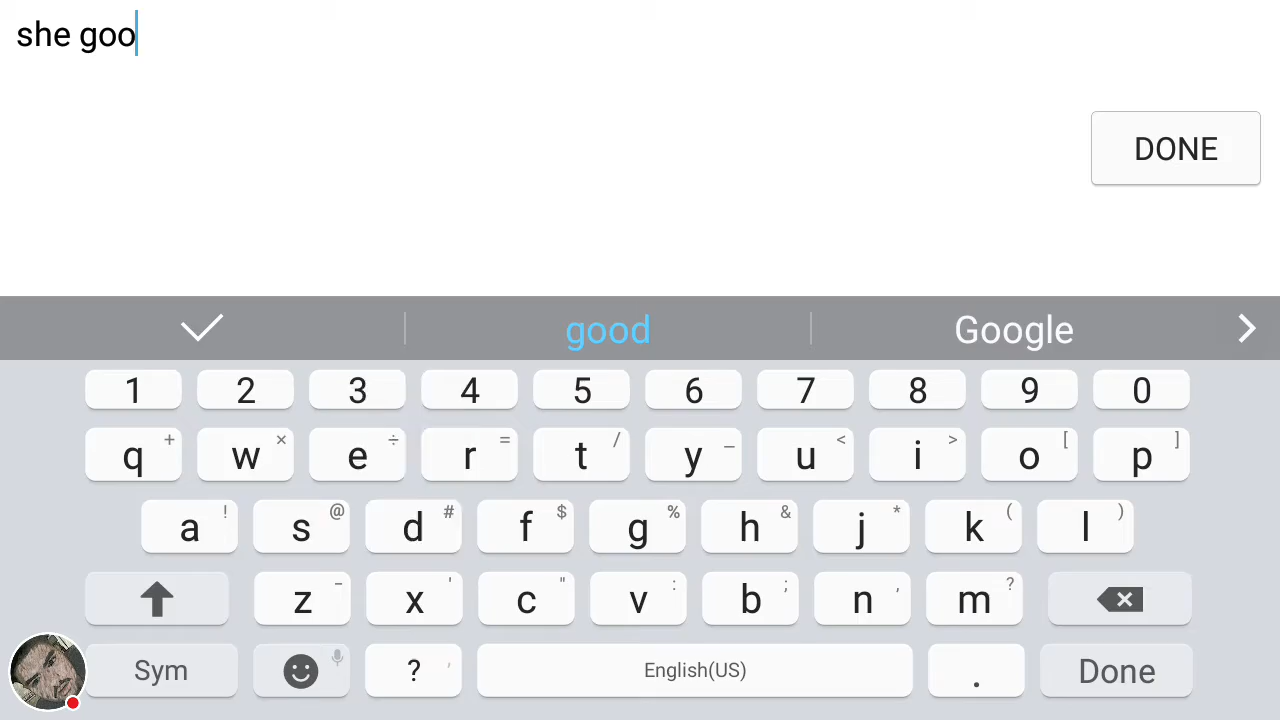 she goo
DONE
good Google
1 2 3 4 5 6 7 8 9 0
q + w × e ÷ r = t / y _ u < i > o [ p ]
a ! s @ d # f $ g % h & j * k ( l )
z - x ' c " v : b ; n , m ?
Sym ? , English(US) . Done